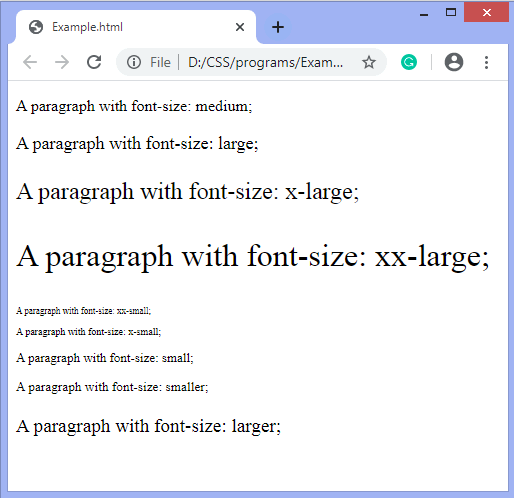 Example.html
File
D:/CSS/programs/Exam...
A paragraph with font-size: medium;
A paragraph with font-size: large;
A paragraph with font-size: x-large;
A paragraph with font-size: xx-large;
A paragraph with font-size: xx-small;
A paragraph with font-size: x-small;
A paragraph with font-size: small;
A paragraph with font-size: smaller;
A paragraph with font-size: larger;